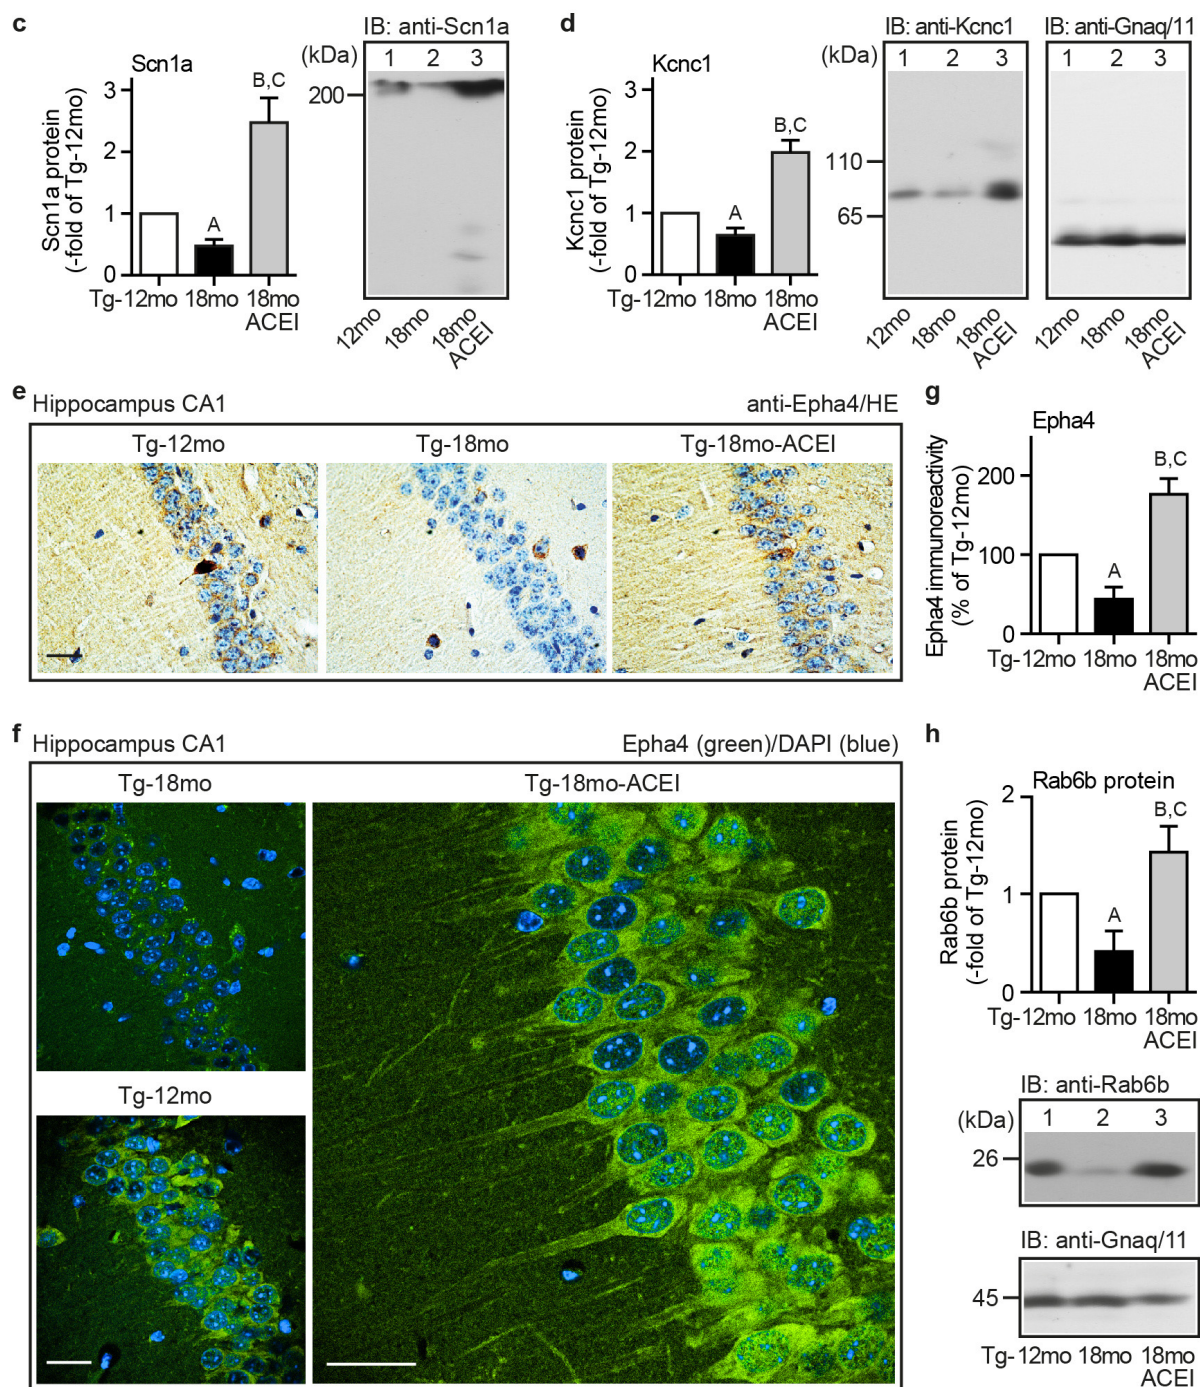 c
IB: anti-Scn1a
Scn1a
(kDa)
1 2 3
200
Scn1a protein
(-fold of Tg-12mo)
3
2
1
0
A
B,C
Tg-12mo 18mo 18mo
ACEI
12mo
18mo
18mo
ACEI
d
IB: anti-Kcnc1
IB: anti-Gnaq/11
Kcnc1
(kDa)
1 2 3
1 2 3
110
65
Kcnc1 protein
(-fold of Tg-12mo)
3
2
1
0
A
B,C
Tg-12mo 18mo 18mo
ACEI
12mo
18mo
18mo
ACEI
12mo
18mo
18mo
ACEI
e
Hippocampus CA1
anti-Epha4/HE
Tg-12mo
Tg-18mo
Tg-18mo-ACEI
g
Epha4
Epha4 immunoreactivity
(% of Tg-12mo)
200
100
0
A
B,C
Tg-12mo 18mo 18mo
ACEI
f
Hippocampus CA1
Epha4 (green)/DAPI (blue)
Tg-18mo
Tg-18mo-ACEI
Tg-12mo
h
Rab6b protein
Rab6b protein
(-fold of Tg-12mo)
2
1
0
A
B,C
Tg-12mo 18mo 18mo
ACEI
IB: anti-Rab6b
(kDa)
1 2 3
26
IB: anti-Gnaq/11
45
Tg-12mo 18mo 18mo
ACEI